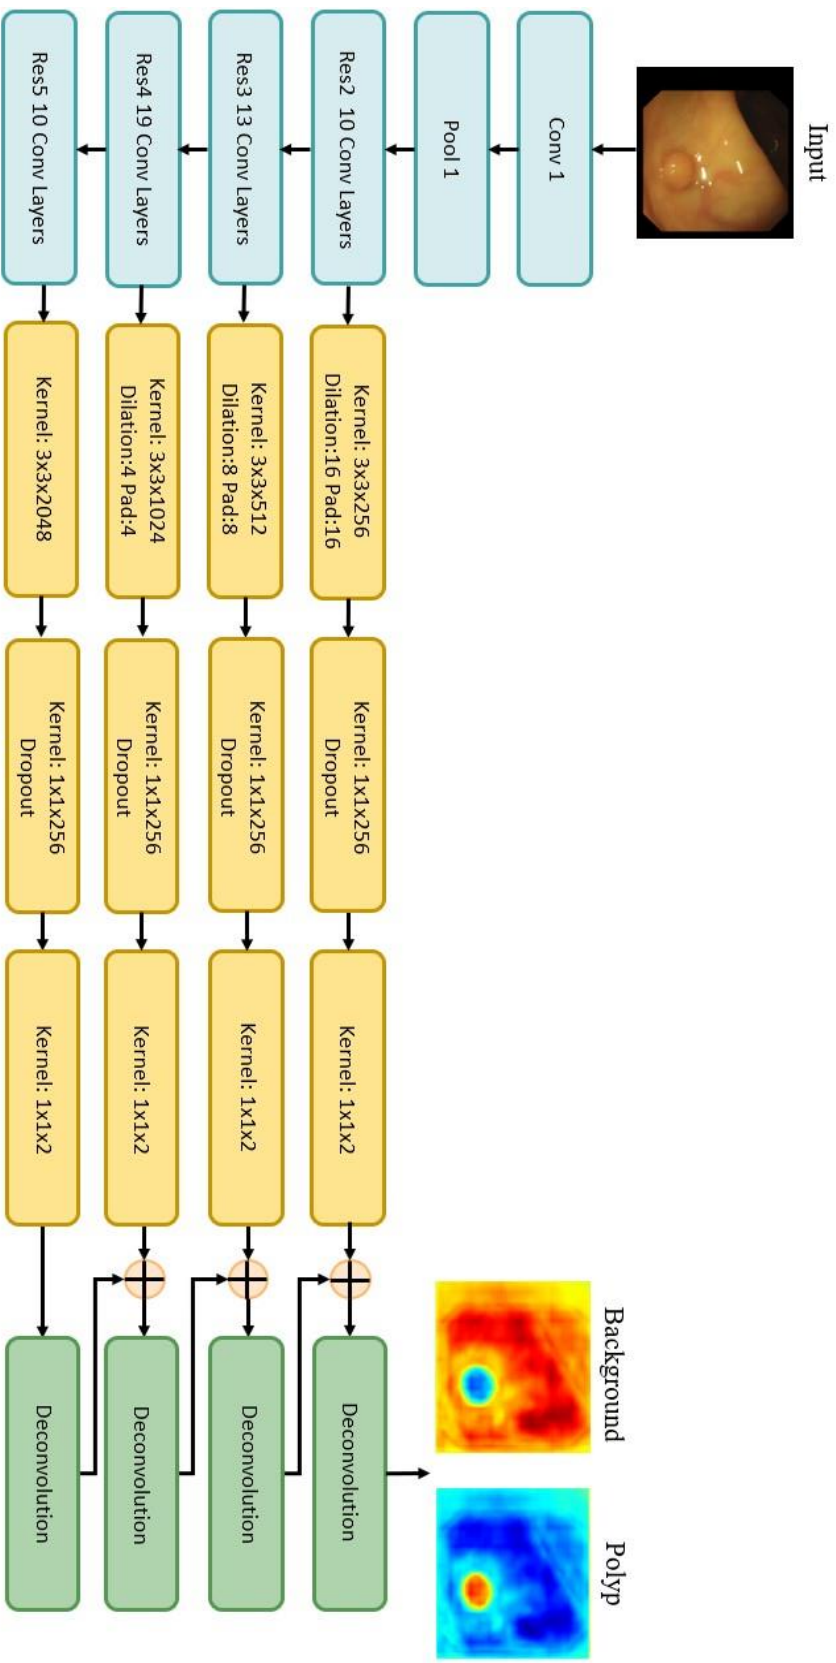 Input
Conv 1
Pool 1
Res2 10 Conv Layers
Kernel: 3x3x256
Dilation:16 Pad:16
Kernel: 1x1x256
Dropout
Kernel: 1x1x2
Deconvolution
Res3 13 Conv Layers
Kernel: 3x3x512
Dilation:8 Pad:8
Kernel: 1x1x256
Dropout
Kernel: 1x1x2
Deconvolution
Res4 19 Conv Layers
Kernel: 3x3x1024
Dilation:4 Pad:4
Kernel: 1x1x256
Dropout
Kernel: 1x1x2
Deconvolution
Res5 10 Conv Layers
Kernel: 3x3x2048
Kernel: 1x1x256
Dropout
Kernel: 1x1x2
Deconvolution
Background
Polyp